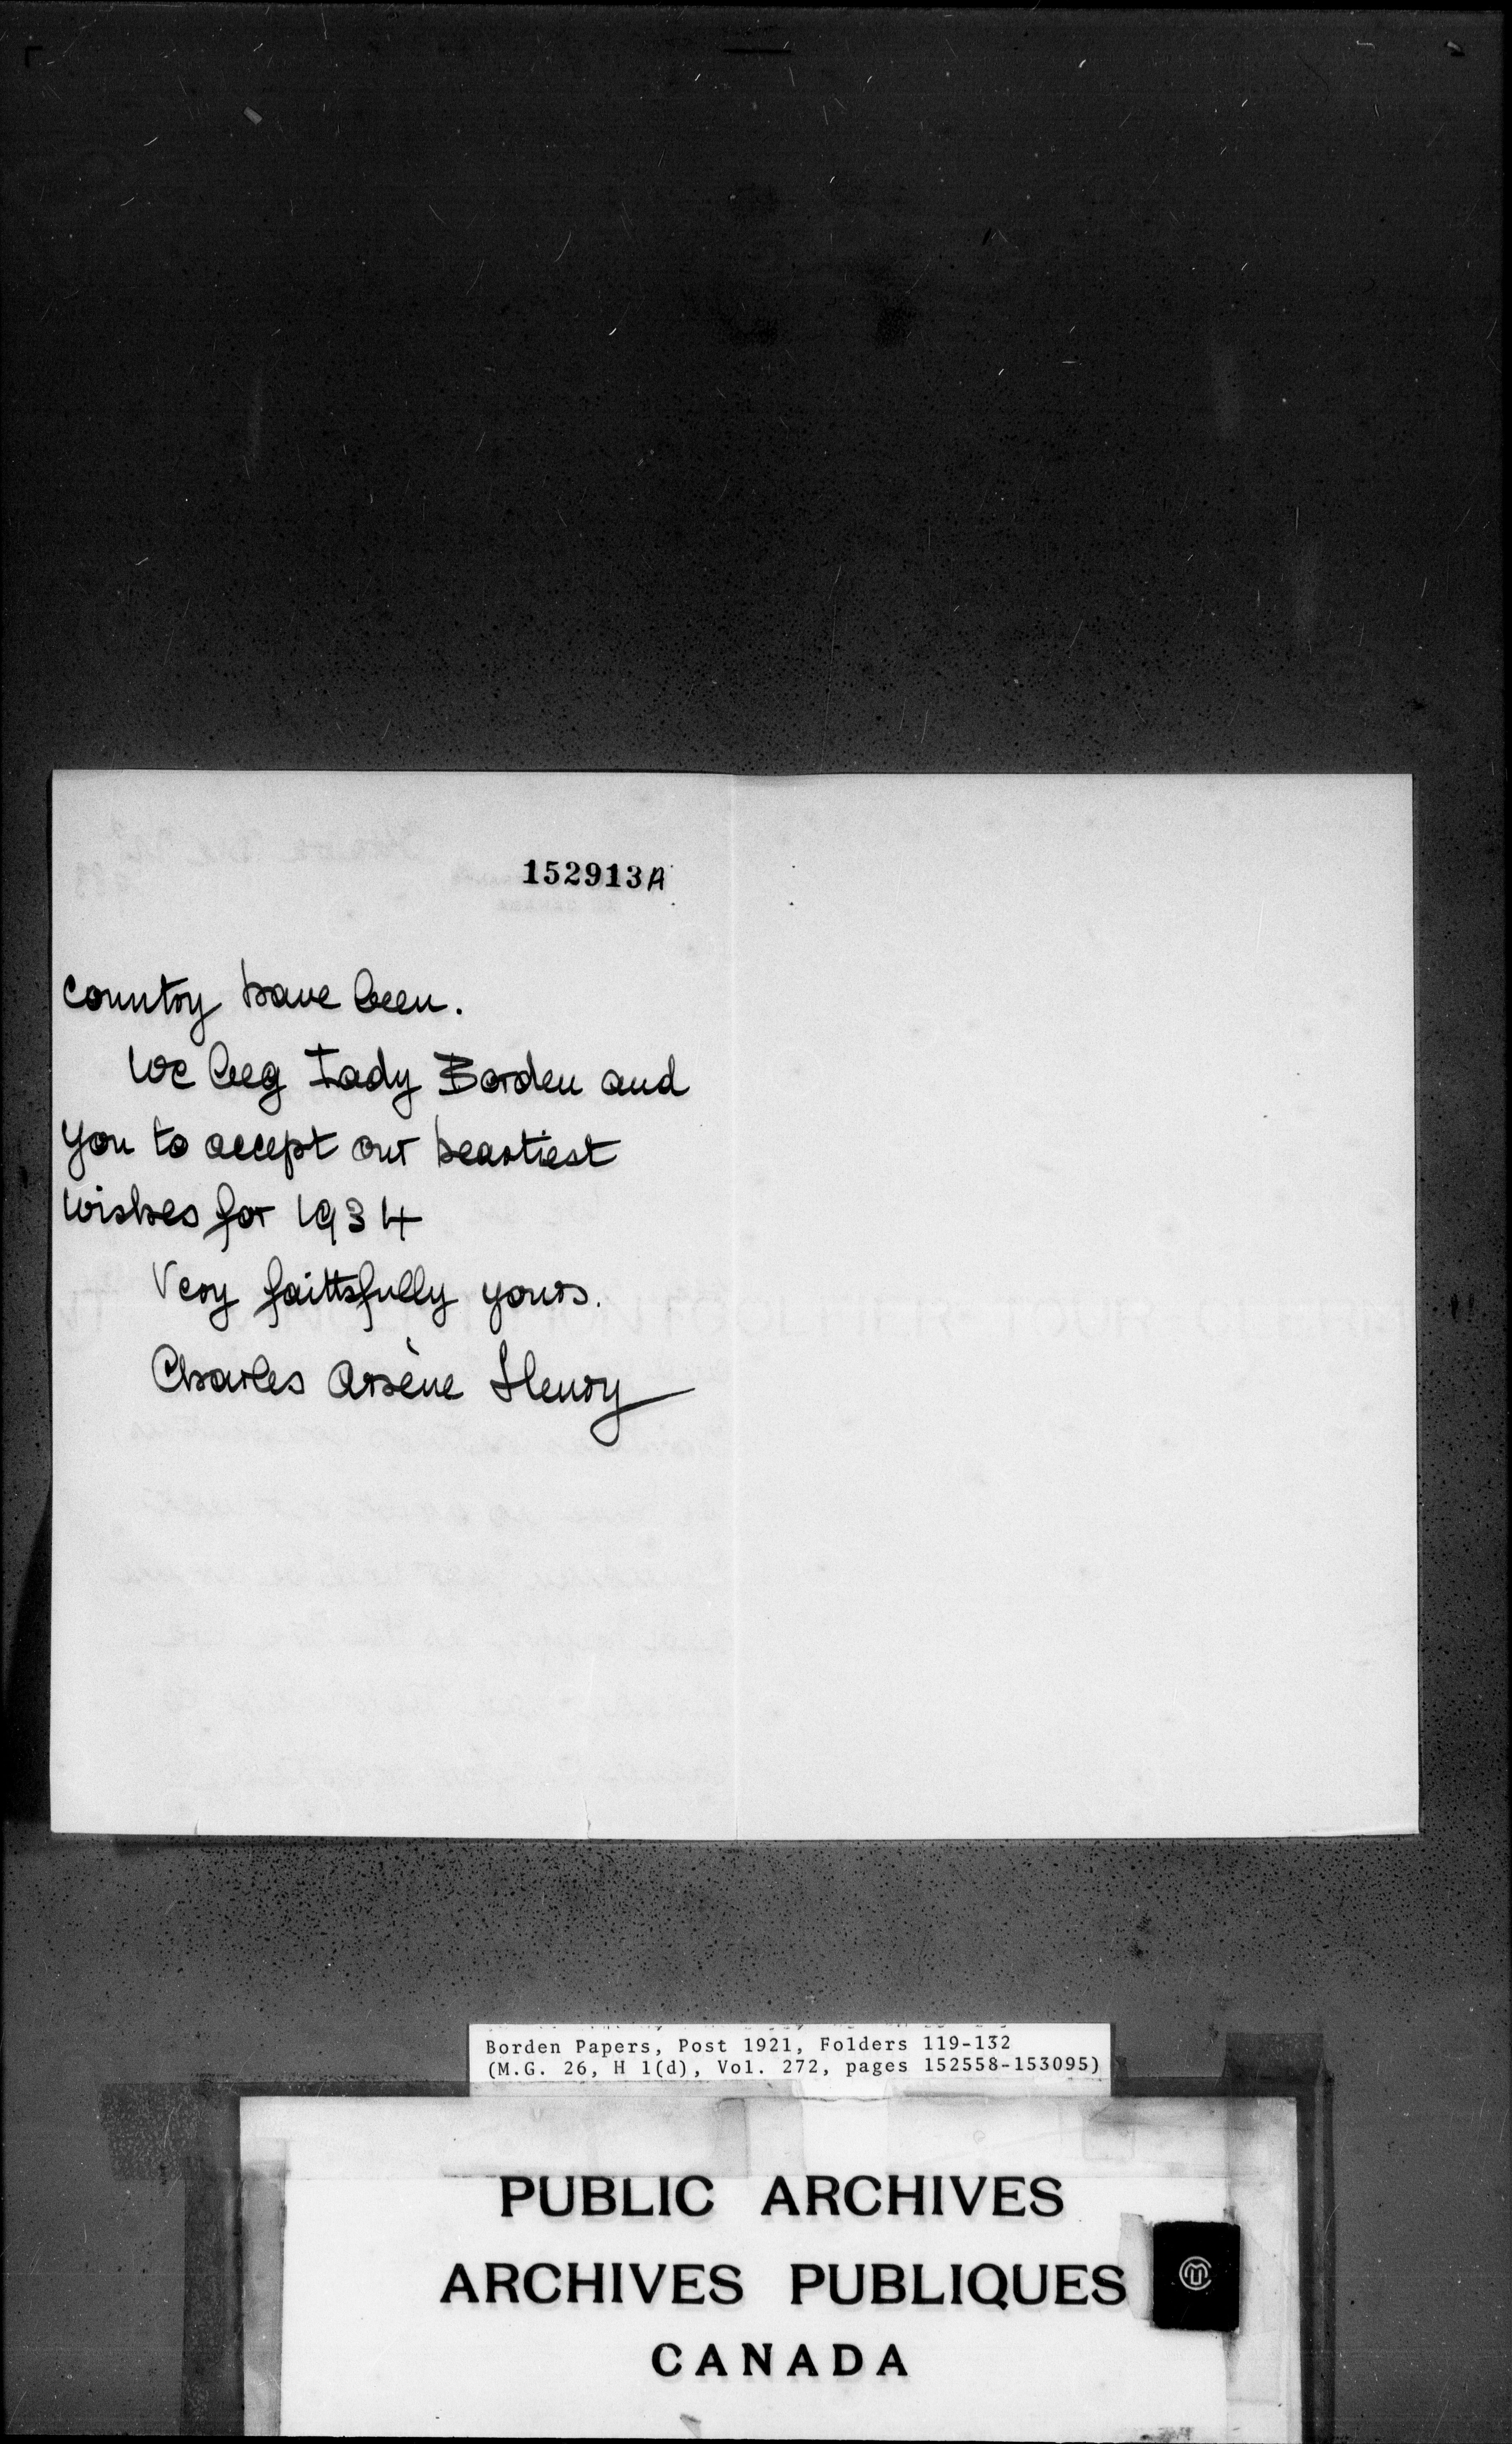 152913A
country have been.
We beg Lady Borden and
you to accept our heartiest
wishes for 1934
Very faithfully yours.
Charles Arsène Henry
Borden Papers, Post 1921, Folders 119-132
(M.G. 26, H 1(d), Vol. 272, pages 152558-153095)
PUBLIC ARCHIVES
ARCHIVES PUBLIQUES
CANADA